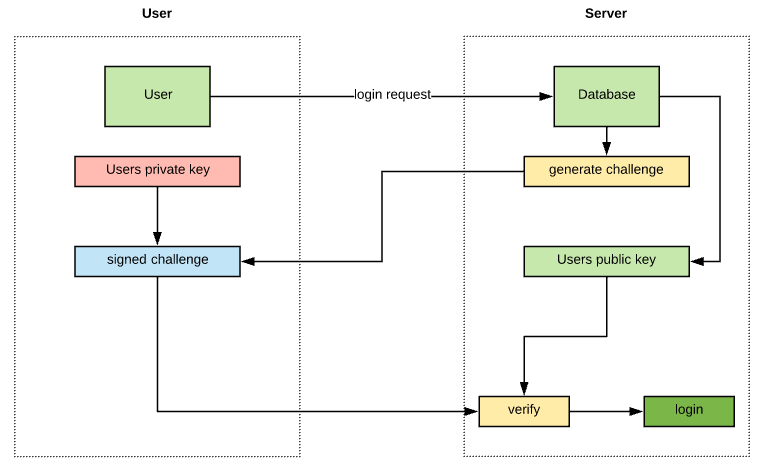 User
Server
User
login request
Database
Users private key
generate challenge
signed challenge
Users public key
verify
login